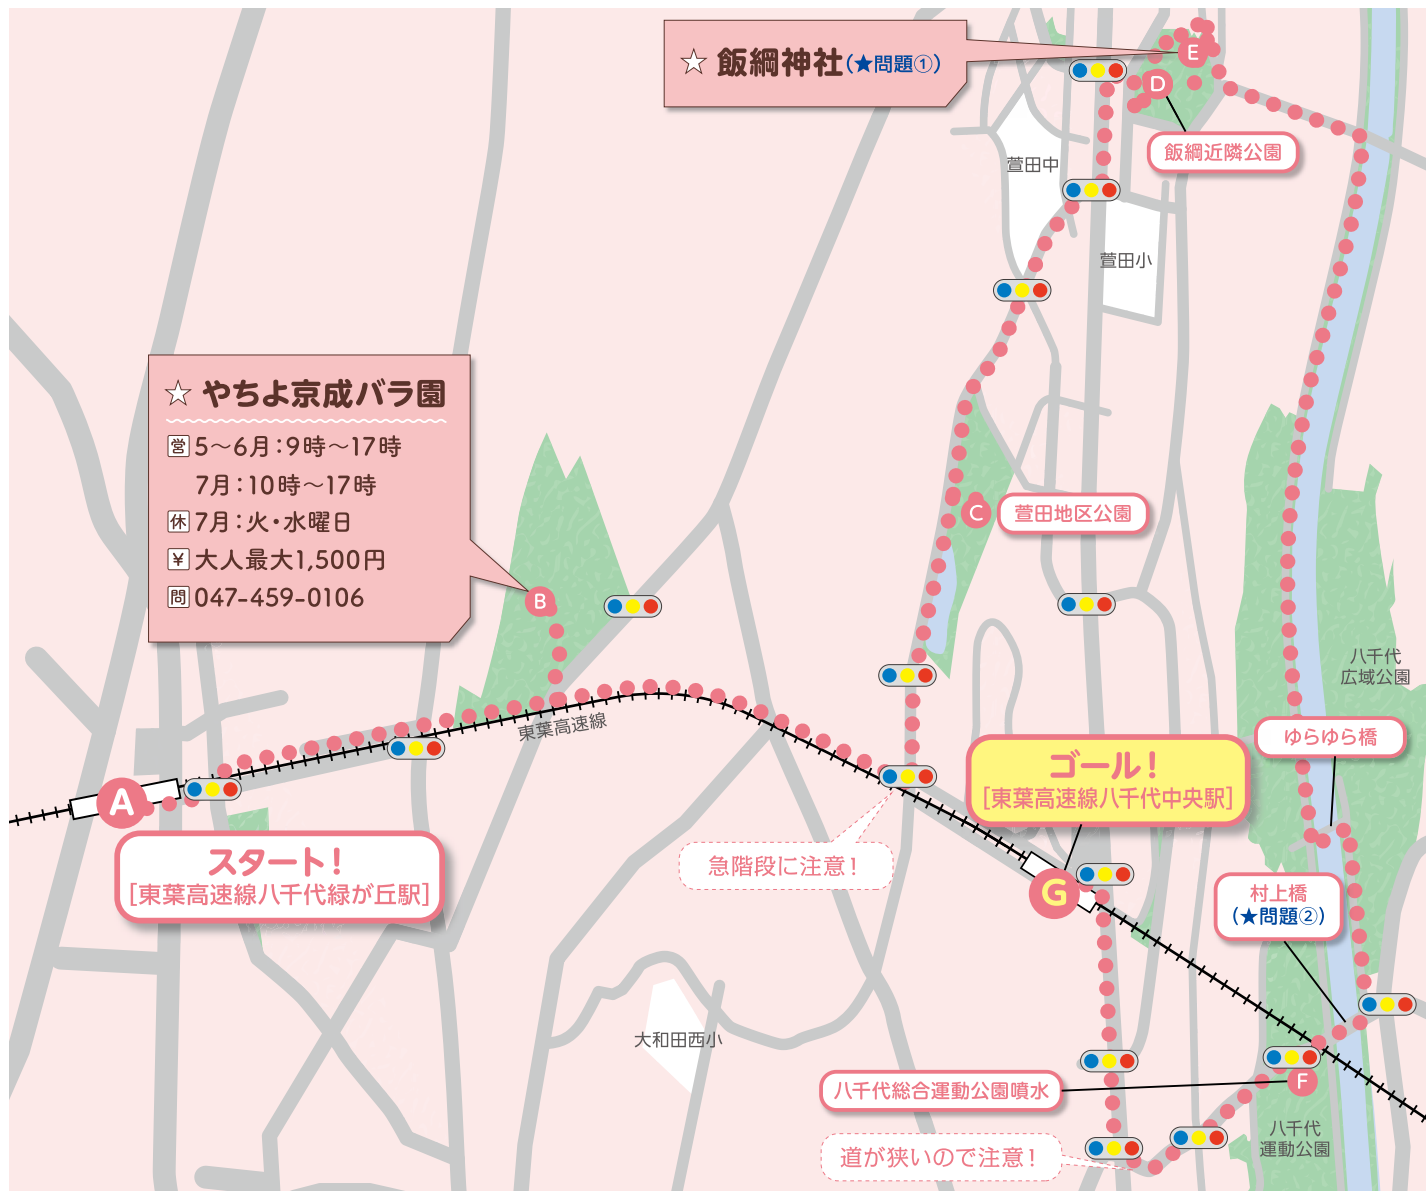 ☆ 飯綱神社(★問題①)
E
D
飯綱近隣公園
萱田中
萱田小
☆ やちよ京成バラ園
営 5〜6月：9時〜17時
7月：10時〜17時
休 7月：火・水曜日
¥ 大人最大1,500円
問 047-459-0106
B
C
萱田地区公園
八千代
広域公園
東葉高速線
ゆらゆら橋
ゴール！
［東葉高速線八千代中央駅］
A
スタート！
［東葉高速線八千代緑が丘駅］
急階段に注意！
G
村上橋
(★問題②)
大和田西小
八千代総合運動公園噴水
F
八千代
運動公園
道が狭いので注意！